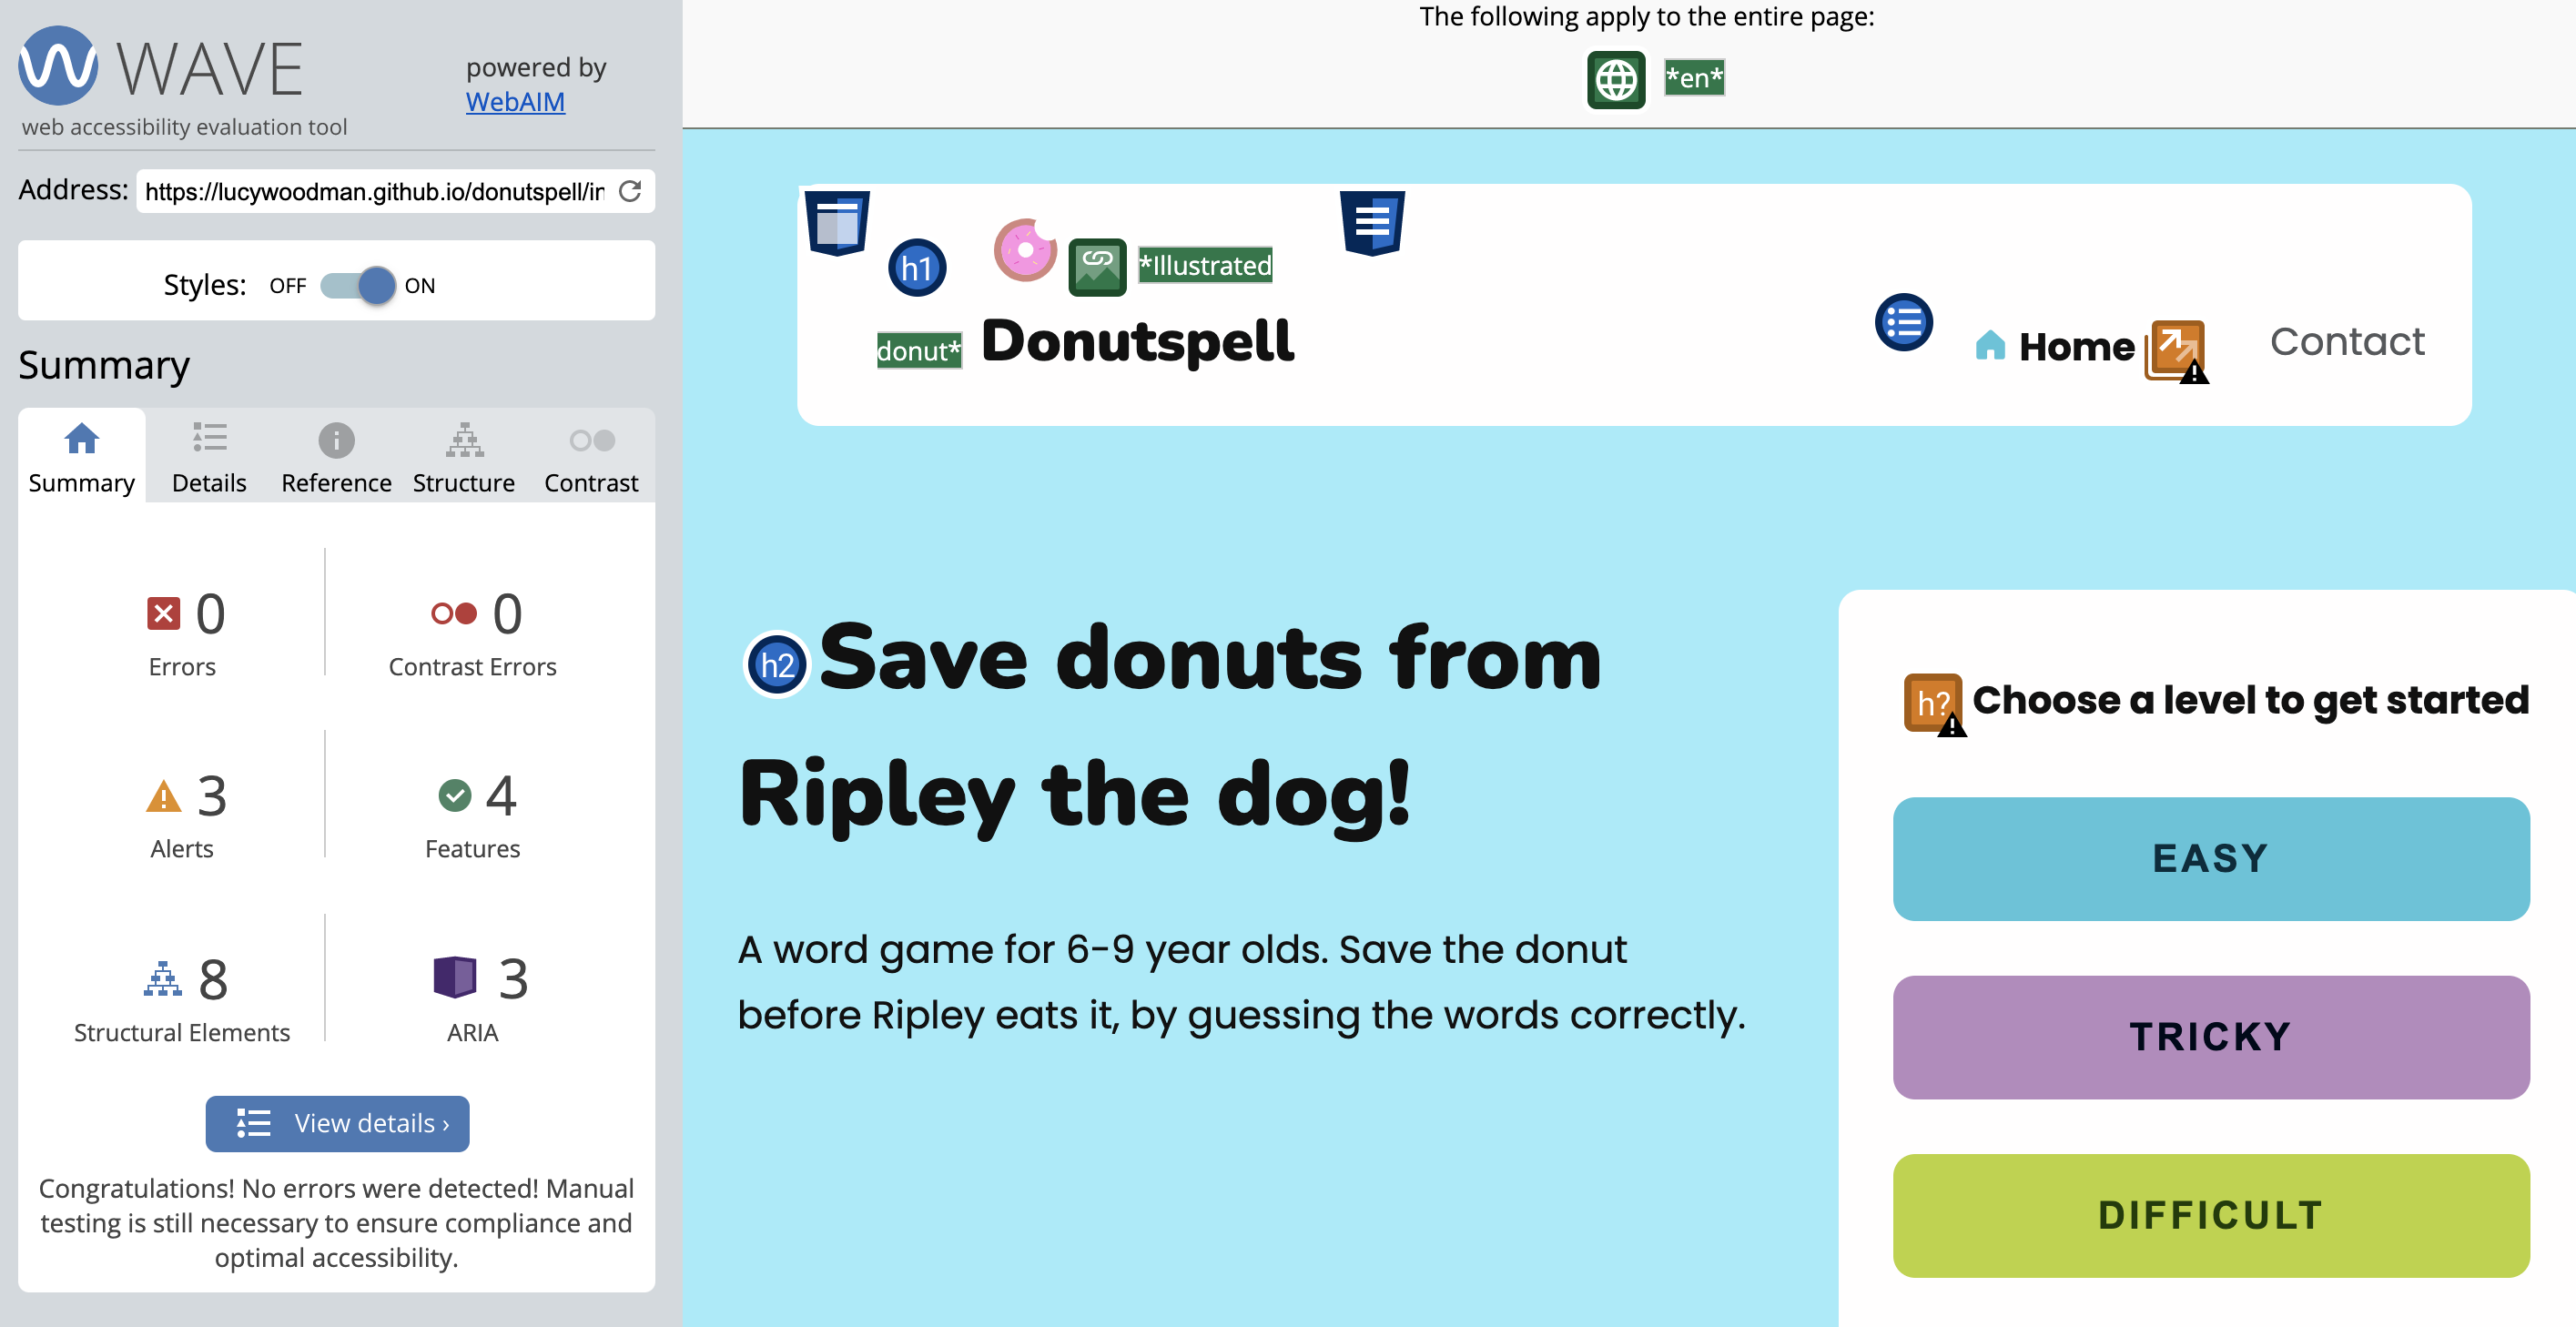 WAVE
web accessibility evaluation tool
powered by
WebAIM
Address: https://lucywoodman.github.io/donutspell/in
Styles: OFF ON
Summary
Summary Details Reference Structure Contrast
0 Errors
0 Contrast Errors
3 Alerts
4 Features
8 Structural Elements
3 ARIA
View details ›
Congratulations! No errors were detected! Manual
testing is still necessary to ensure compliance and
optimal accessibility.
The following apply to the entire page:
*en*
h1 *Illustrated
donut* Donutspell
Home Contact
h2 Save donuts from
Ripley the dog!
A word game for 6-9 year olds. Save the donut
before Ripley eats it, by guessing the words correctly.
h? Choose a level to get started
EASY
TRICKY
DIFFICULT